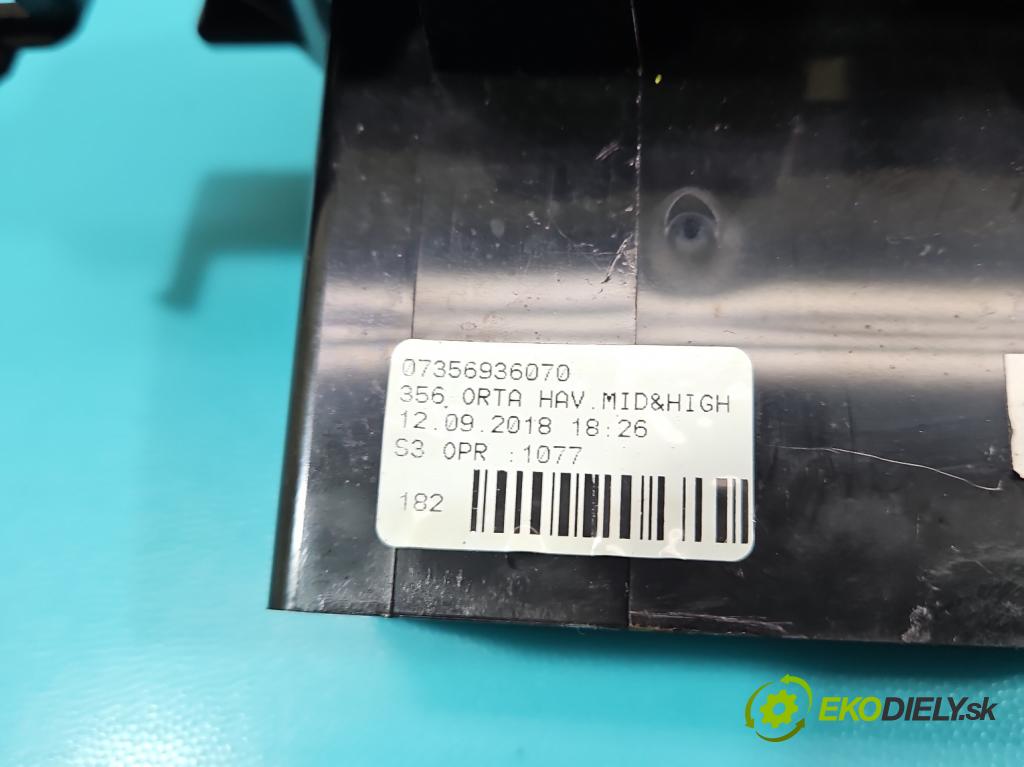 07356936070
356 ORTA HAV.MID&HIGH
12.09.2018 18:26
S3 OPR :1077
182
EKODIELY.sk